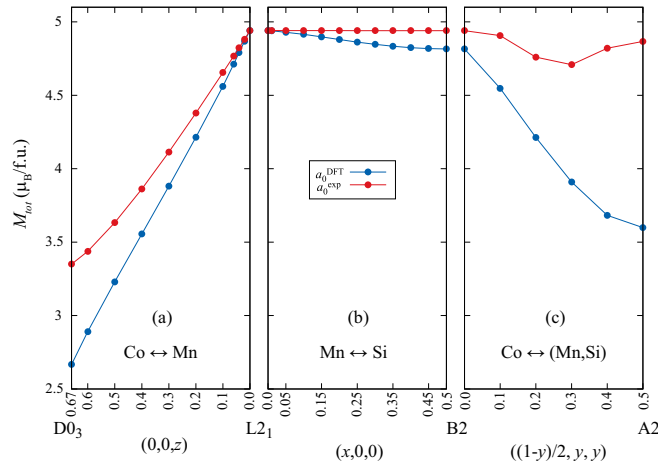 M_tot (μ_B/f.u.)
5
4.5
4
3.5
3
2.5
a_0^DFT
a_0^exp
(a) (b) (c)
Co ↔ Mn Mn ↔ Si Co ↔ (Mn,Si)
0.67 0.6 0.5 0.4 0.3 0.2 0.1 0.0 0.0 0.05 0.15 0.25 0.35 0.45 0.5 0.0 0.1 0.2 0.3 0.4 0.5
D0_3 L2_1 B2 A2
(0,0,z) (x,0,0) ((1-y)/2, y, y)